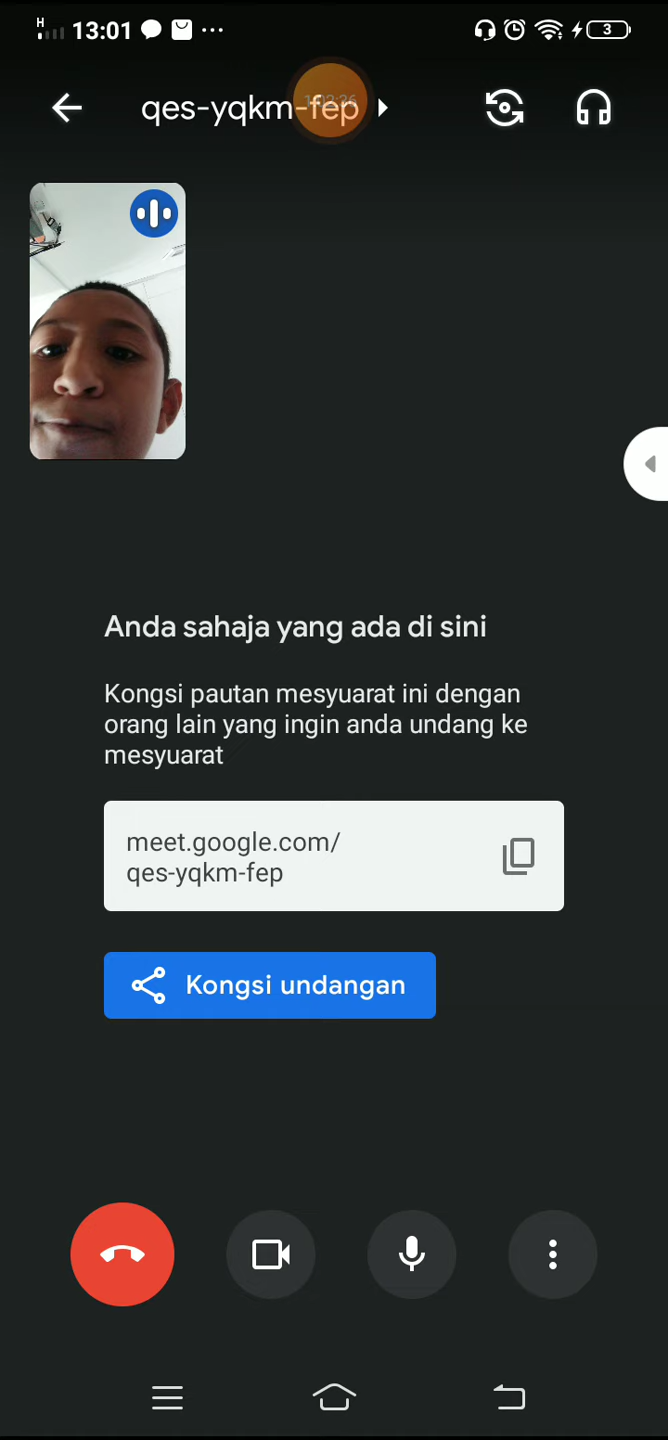 H
13:01
3
qes-yqkm-fep
Anda sahaja yang ada di sini
Kongsi pautan mesyuarat ini dengan
orang lain yang ingin anda undang ke
mesyuarat
meet.google.com/
qes-yqkm-fep
Kongsi undangan